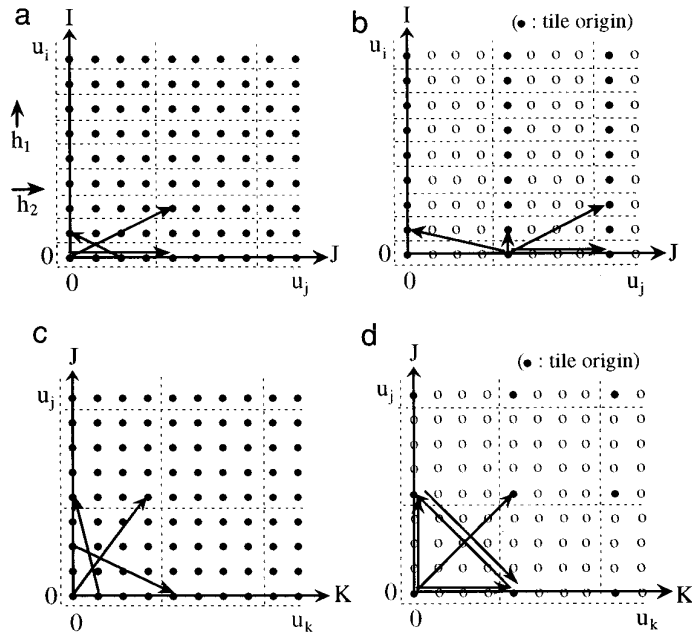 a
I
u_i
h_1
h_2
0
0
u_j
J
b
I
(● : tile origin)
u_i
0
0
u_j
J
c
J
u_j
0
0
u_k
K
d
J
(● : tile origin)
u_j
0
0
u_k
K